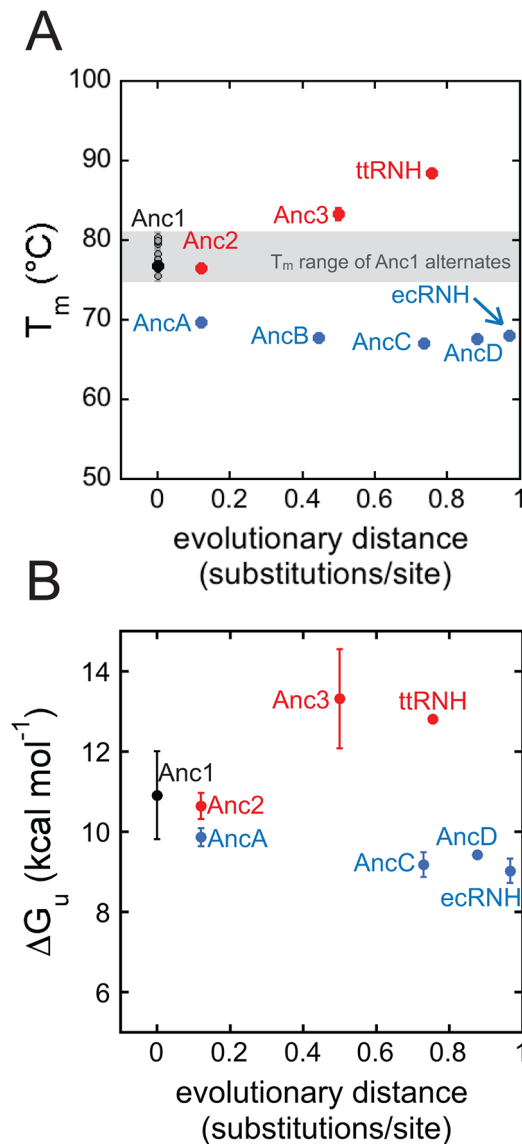 A
100
90
80
70
60
50
T_m (°C)
ttRNH
Anc3
Anc1
Anc2
T_m range of Anc1 alternates
ecRNH
AncA
AncB
AncC
AncD
0 0.2 0.4 0.6 0.8 1
evolutionary distance
(substitutions/site)
B
14
12
10
8
6
ΔG_u (kcal mol⁻¹)
Anc3
ttRNH
Anc1
Anc2
AncA
AncD
AncC
ecRNH
0 0.2 0.4 0.6 0.8 1
evolutionary distance
(substitutions/site)